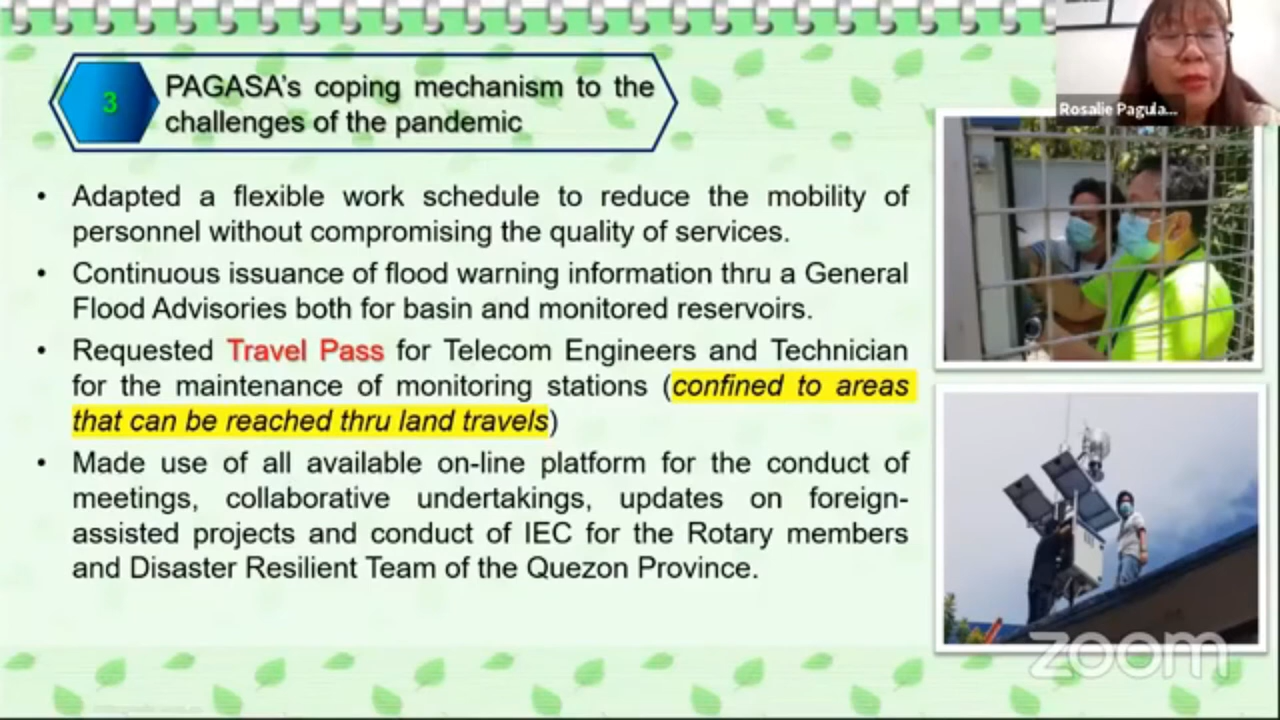 Rosalie Pagula...
3
PAGASA's coping mechanism to the
challenges of the pandemic
• Adapted a flexible work schedule to reduce the mobility of
personnel without compromising the quality of services.
• Continuous issuance of flood warning information thru a General
Flood Advisories both for basin and monitored reservoirs.
• Requested Travel Pass for Telecom Engineers and Technician
for the maintenance of monitoring stations (confined to areas
that can be reached thru land travels)
• Made use of all available on-line platform for the conduct of
meetings, collaborative undertakings, updates on foreign-
assisted projects and conduct of IEC for the Rotary members
and Disaster Resilient Team of the Quezon Province.
zoom